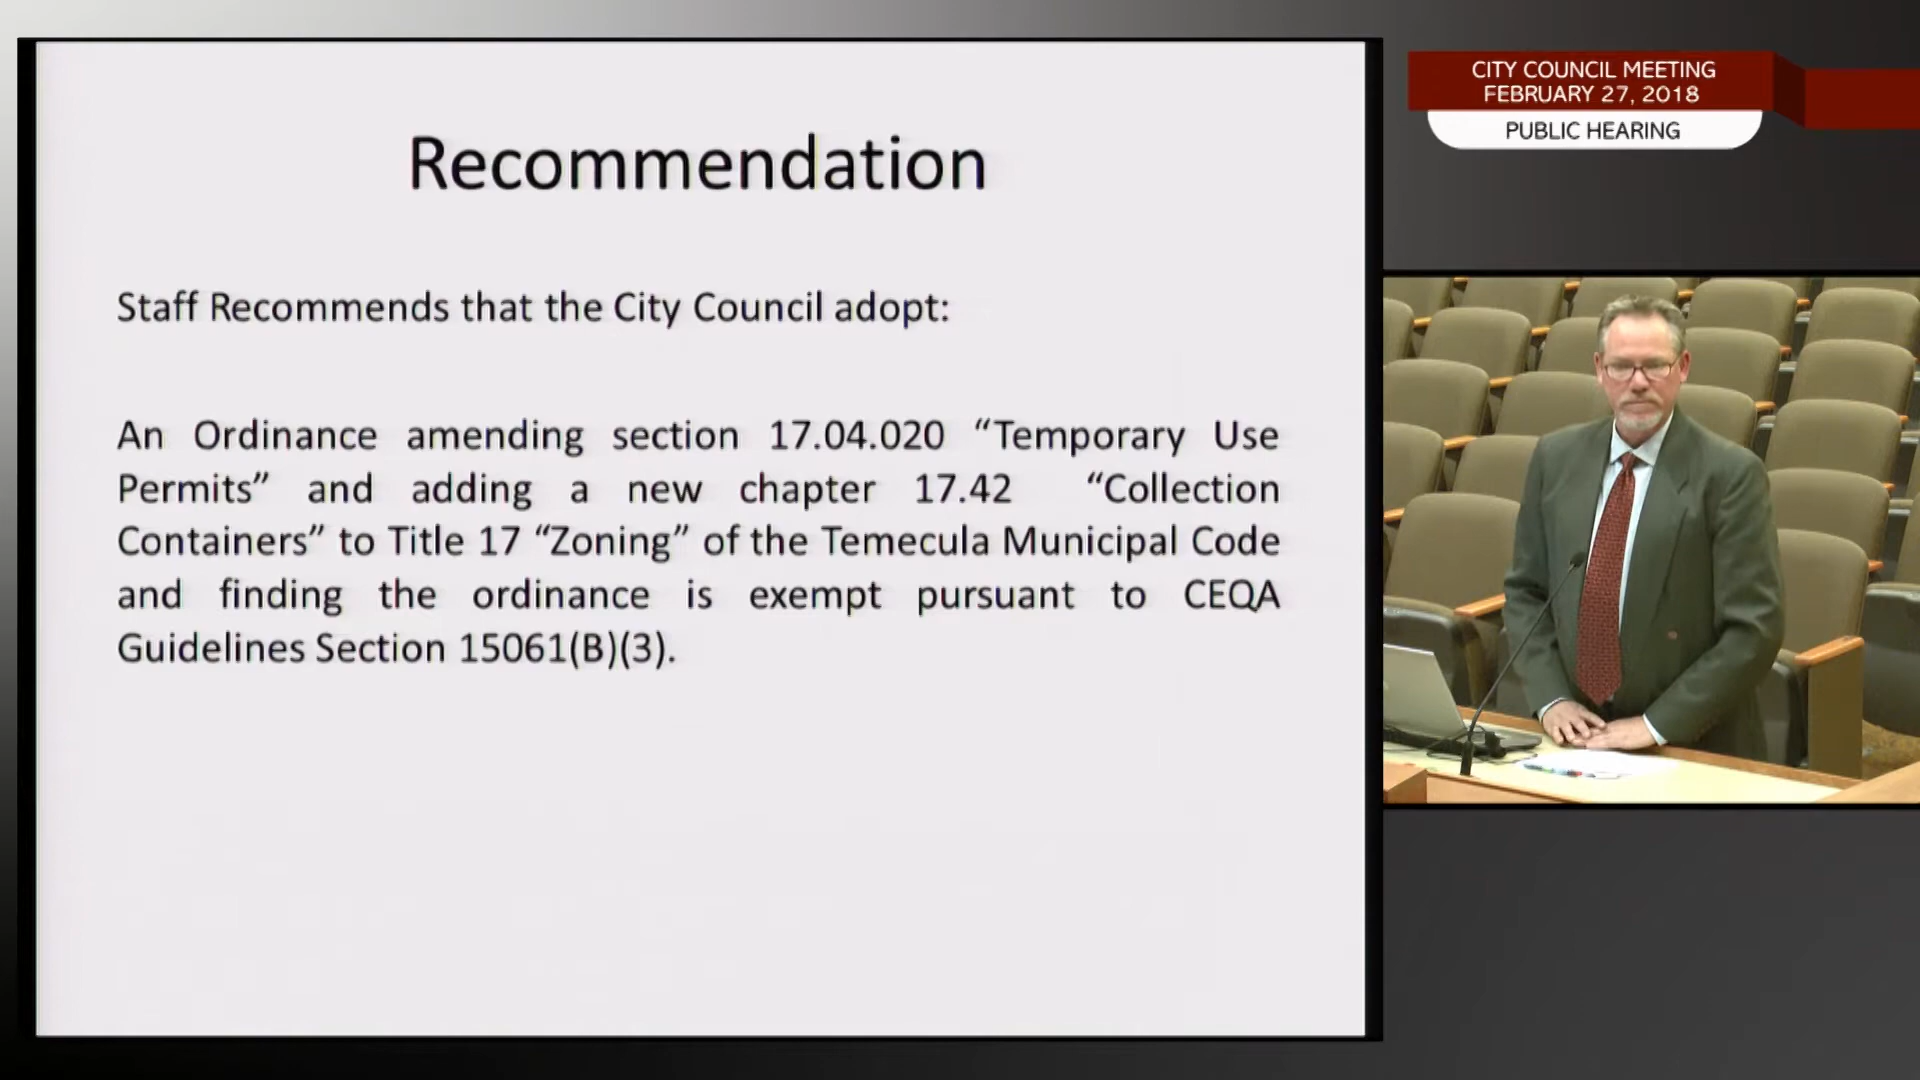 CITY COUNCIL MEETING
FEBRUARY 27, 2018
PUBLIC HEARING
Recommendation
Staff Recommends that the City Council adopt:
An Ordinance amending section 17.04.020 “Temporary Use
Permits” and adding a new chapter 17.42 “Collection
Containers” to Title 17 “Zoning” of the Temecula Municipal Code
and finding the ordinance is exempt pursuant to CEQA
Guidelines Section 15061(B)(3).